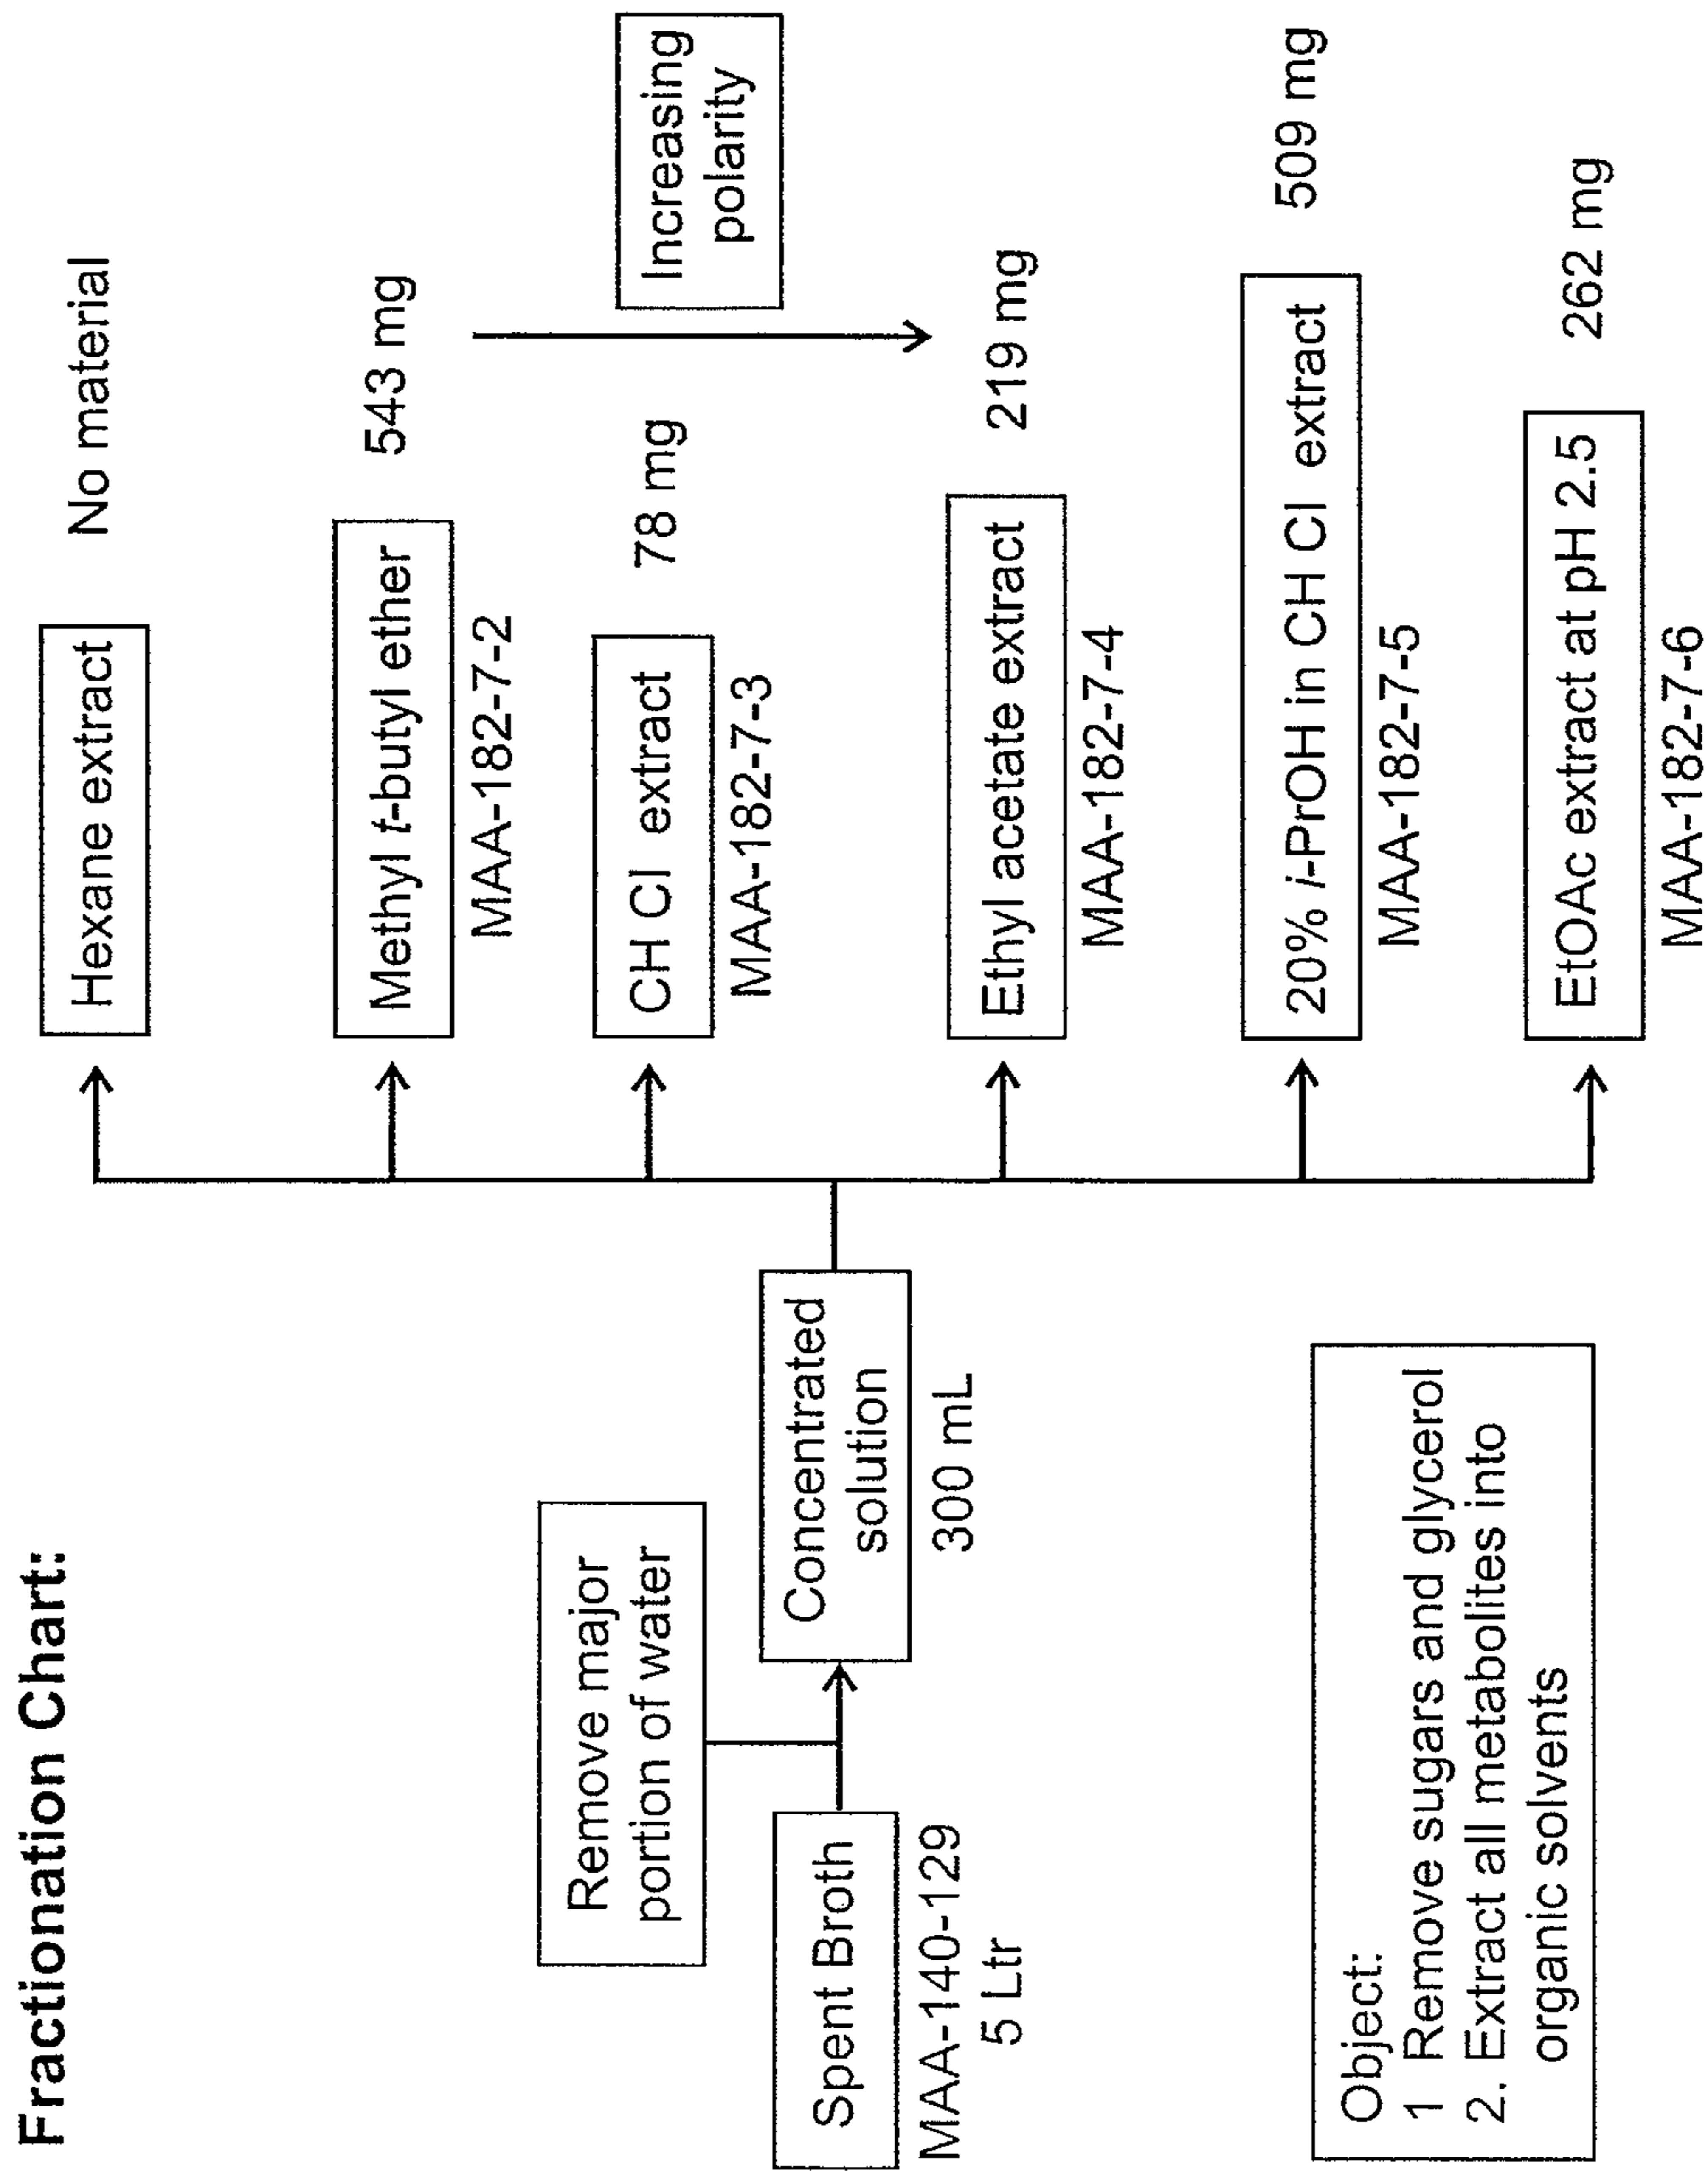 Fractionation Chart:
Remove major
portion of water
Spent Broth
MAA-140-129
5 Ltr
Concentrated
solution
300 mL
Hexane extract
No material
Methyl t-butyl ether
543 mg
MAA-182-7-2
CH Cl extract
78 mg
MAA-182-7-3
Increasing
polarity
Ethyl acetate extract
219 mg
MAA-182-7-4
20% i-PrOH in CH Cl extract
509 mg
MAA-182-7-5
EtOAc extract at pH 2.5
262 mg
MAA-182-7-6
Object:
1 Remove sugars and glycerol
2. Extract all metabolites into
organic solvents